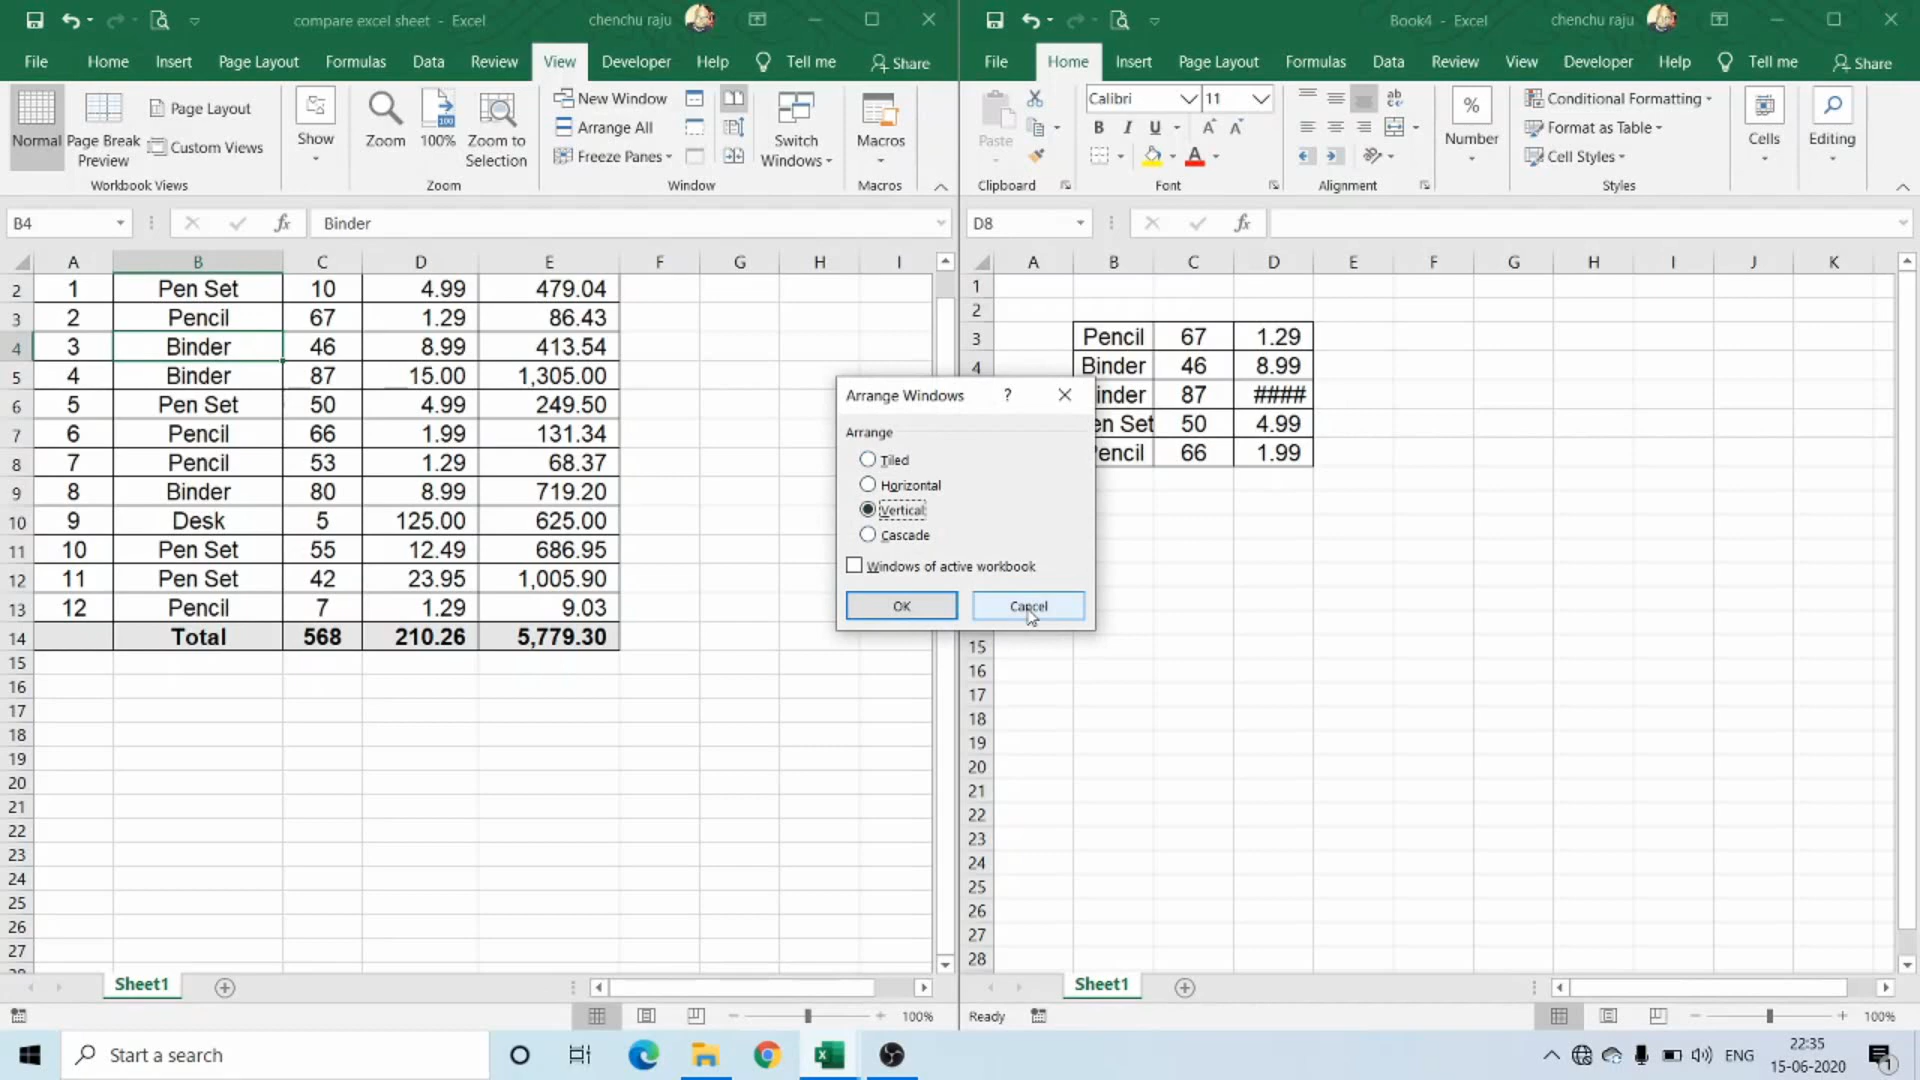 compare excel sheet - Excel
chenchu raju
File Home Insert Page Layout Formulas Data Review View Developer Help Tell me Share
Normal
Page Break Preview
Page Layout
Custom Views
Workbook Views
Show
Zoom
100
100%
Zoom to Selection
Zoom
New Window
Arrange All
Freeze Panes
Window
Switch Windows
Macros
Macros
B4
fx
Binder
A B C D E F G H I
2 1 Pen Set 10 4.99 479.04
3 2 Pencil 67 1.29 86.43
4 3 Binder 46 8.99 413.54
5 4 Binder 87 15.00 1,305.00
6 5 Pen Set 50 4.99 249.50
7 6 Pencil 66 1.99 131.34
8 7 Pencil 53 1.29 68.37
9 8 Binder 80 8.99 719.20
10 9 Desk 5 125.00 625.00
11 10 Pen Set 55 12.49 686.95
12 11 Pen Set 42 23.95 1,005.90
13 12 Pencil 7 1.29 9.03
14 Total 568 210.26 5,779.30
15
16
17
18
19
20
21
22
23
24
25
26
27
Sheet1
100%
Book4 - Excel
chenchu raju
File Home Insert Page Layout Formulas Data Review View Developer Help Tell me Share
Paste
Clipboard
Calibri 11
B I U A A
A
Font
ab
Alignment
%
Number
Conditional Formatting
Format as Table
Cell Styles
Styles
Cells
Editing
D8
fx
A B C D E F G H I J K
1
2
3 Pencil 67 1.29
4 Binder 46 8.99
inder 87 ####
en Set 50 4.99
encil 66 1.99
15
16
17
18
19
20
21
22
23
24
25
26
27
28
Sheet1
Ready
100%
Arrange Windows ?
Arrange
Tiled
Horizontal
Vertical
Cascade
Windows of active workbook
OK Cancel
Start a search
ENG
22:35
15-06-2020
1